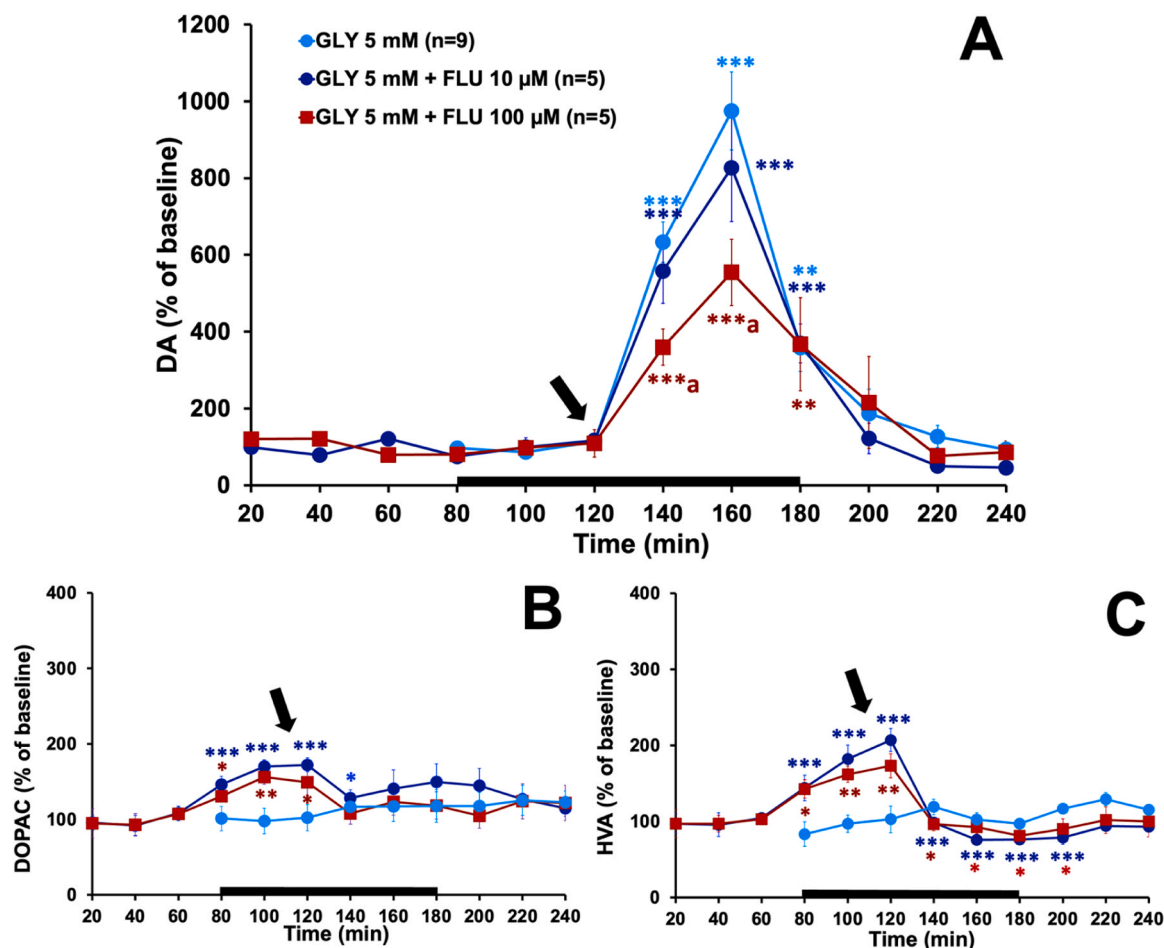 A
1200
1000
800
600
400
200
0
DA (% of baseline)
GLY 5 mM (n=9)
GLY 5 mM + FLU 10 µM (n=5)
GLY 5 mM + FLU 100 µM (n=5)
***
***
***
***
**
***
***a
***a
**
20 40 60 80 100 120 140 160 180 200 220 240
Time (min)
B
400
300
200
100
0
DOPAC (% of baseline)
*** *** *** *
* ** *
20 40 60 80 100 120 140 160 180 200 220 240
Time (min)
C
400
300
200
100
0
HVA (% of baseline)
*** *** ***
* ** **
*** *** *** ***
* * * *
20 40 60 80 100 120 140 160 180 200 220 240
Time (min)